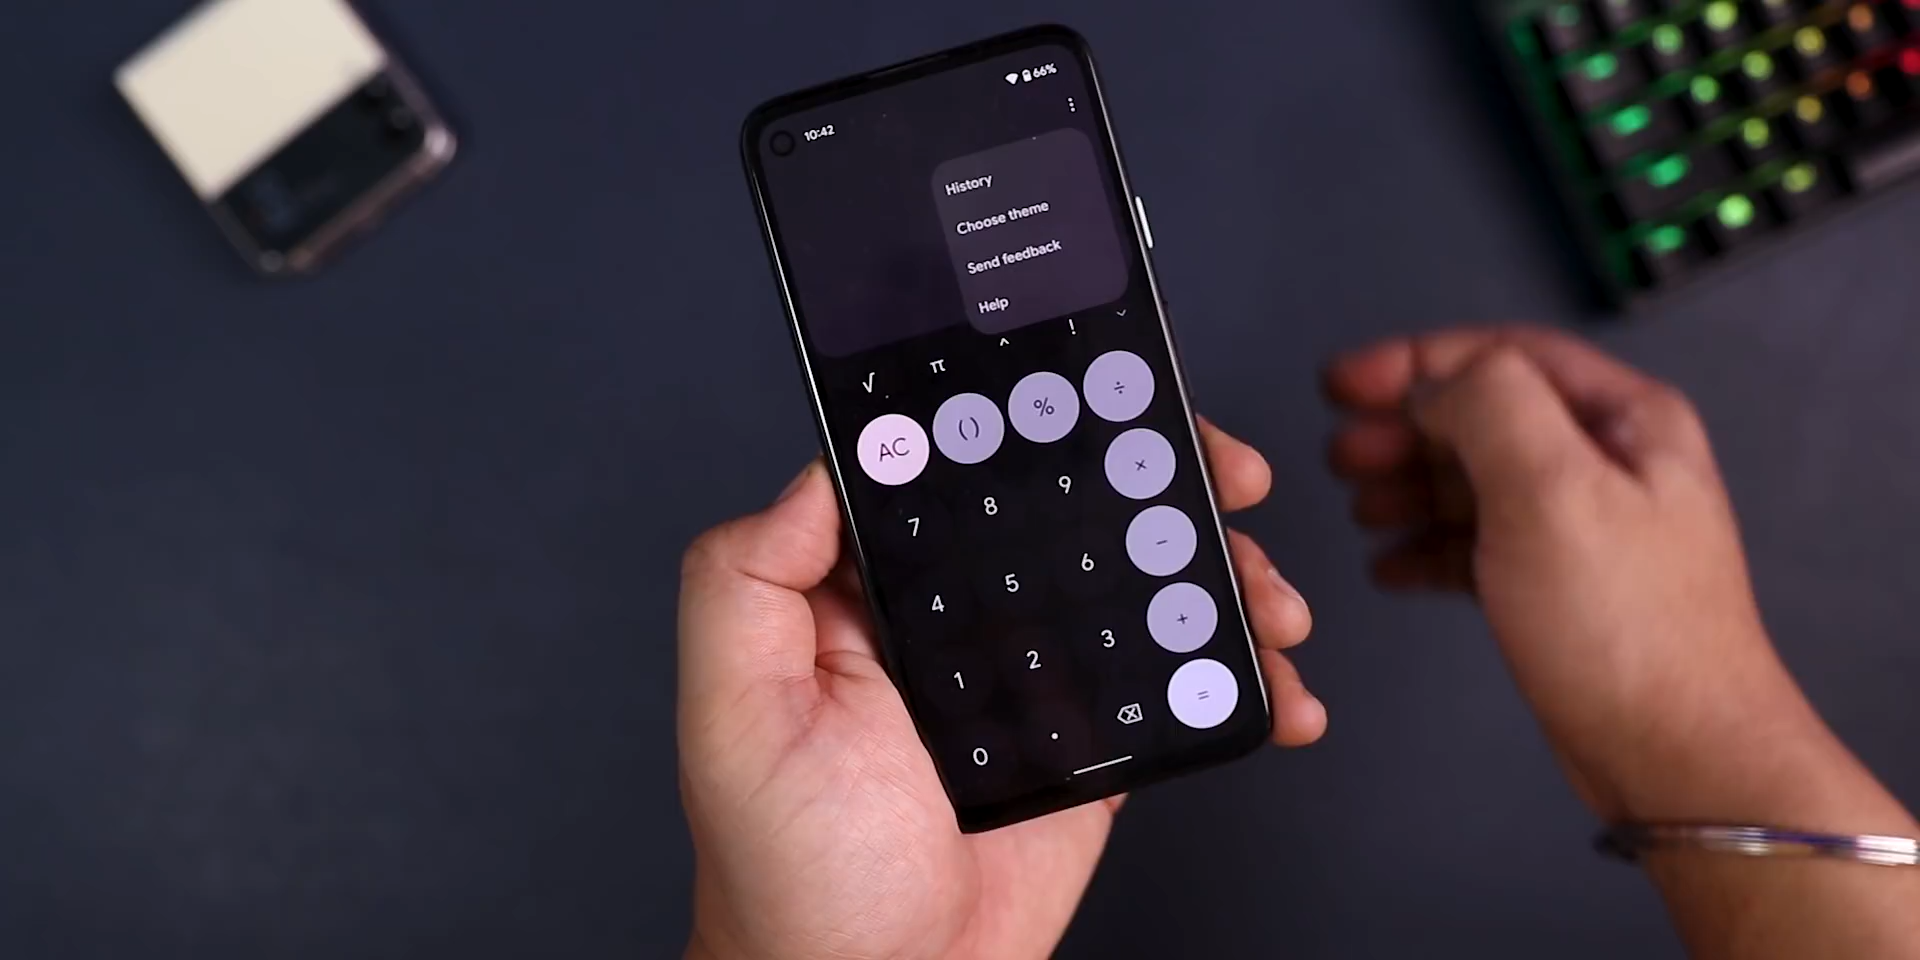 10:42 66%
History
Choose theme
Send feedback
Help
√ π ^ !
AC () % ÷
7 8 9 ×
4 5 6 −
1 2 3 +
0 . =